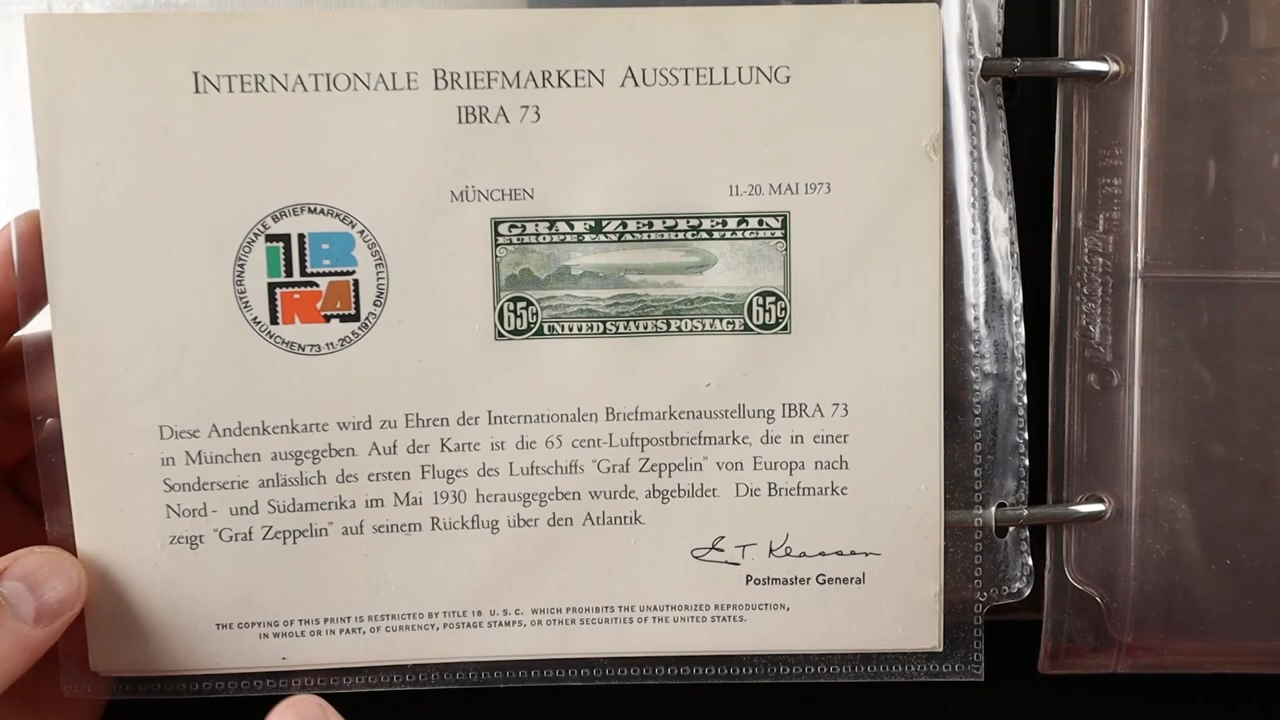 INTERNATIONALE BRIEFMARKEN AUSSTELLUNG
IBRA 73
MÜNCHEN
11.-20. MAI 1973
INTERNATIONALE BRIEFMARKEN AUSSTELLUNG
MÜNCHEN'73·11.-20.5.1973
IB
RA
GRAF ZEPPELIN
EUROPE-PAN AMERICA FLIGHT
65¢
65¢
UNITED STATES POSTAGE
Diese Andenkenkarte wird zu Ehren der Internationalen Briefmarkenausstellung IBRA 73
in München ausgegeben. Auf der Karte ist die 65 cent-Luftpostbriefmarke, die in einer
Sonderserie anlässlich des ersten Fluges des Luftschiffs "Graf Zeppelin" von Europa nach
Nord- und Südamerika im Mai 1930 herausgegeben wurde, abgebildet. Die Briefmarke
zeigt "Graf Zeppelin" auf seinem Rückflug über den Atlantik.
E. T. Klassen
Postmaster General
THE COPYING OF THIS PRINT IS RESTRICTED BY TITLE 18 U. S. C. WHICH PROHIBITS THE UNAUTHORIZED REPRODUCTION,
IN WHOLE OR IN PART, OF CURRENCY, POSTAGE STAMPS, OR OTHER SECURITIES OF THE UNITED STATES.